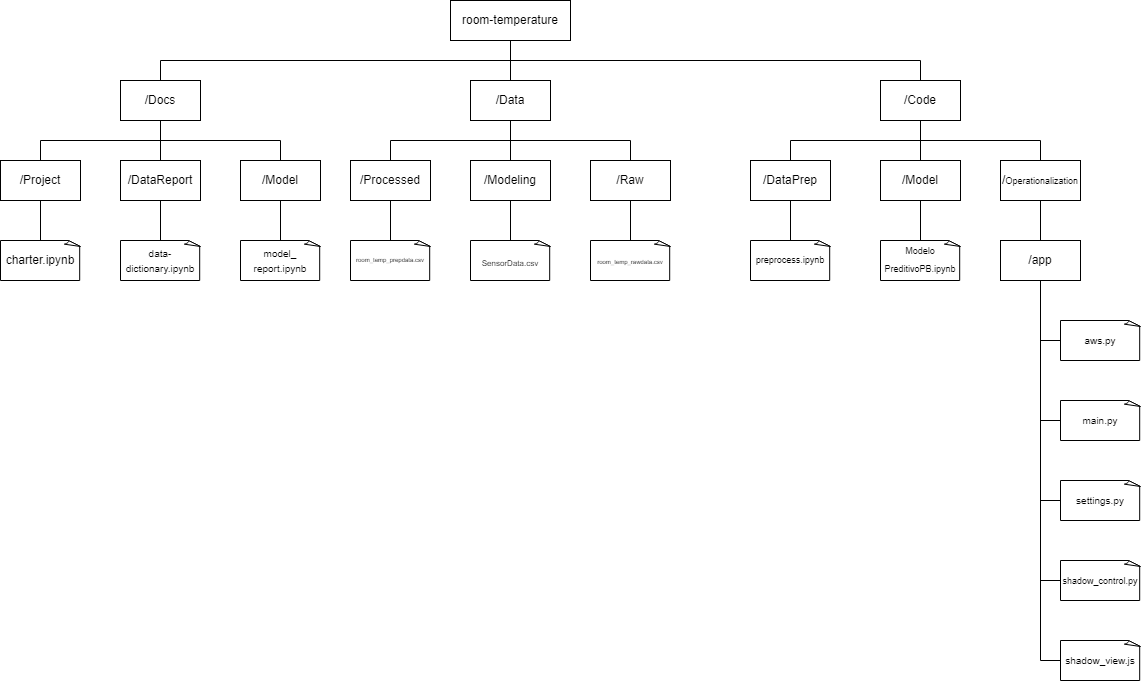 room-temperature
/Docs
/Data
/Code
/Project
/DataReport
/Model
/Processed
/Modeling
/Raw
/DataPrep
/Model
/Operationalization
charter.ipynb
data-
dictionary.ipynb
model_
report.ipynb
room_temp_prepdata.csv
SensorData.csv
room_temp_rawdata.csv
preprocess.ipynb
Modelo
PreditivoPB.ipynb
/app
aws.py
main.py
settings.py
shadow_control.py
shadow_view.js